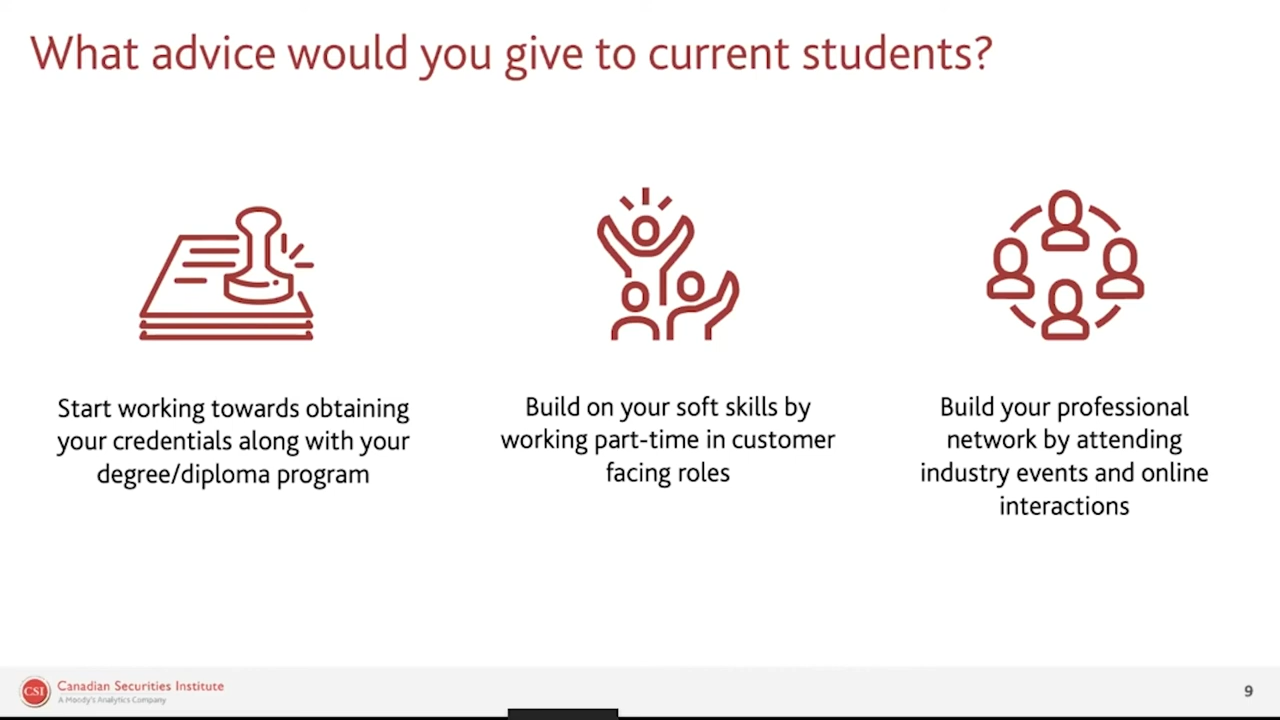 What advice would you give to current students?
Start working towards obtaining
your credentials along with your
degree/diploma program
Build on your soft skills by
working part-time in customer
facing roles
Build your professional
network by attending
industry events and online
interactions
CSI
Canadian Securities Institute
A Moody's Analytics Company
9